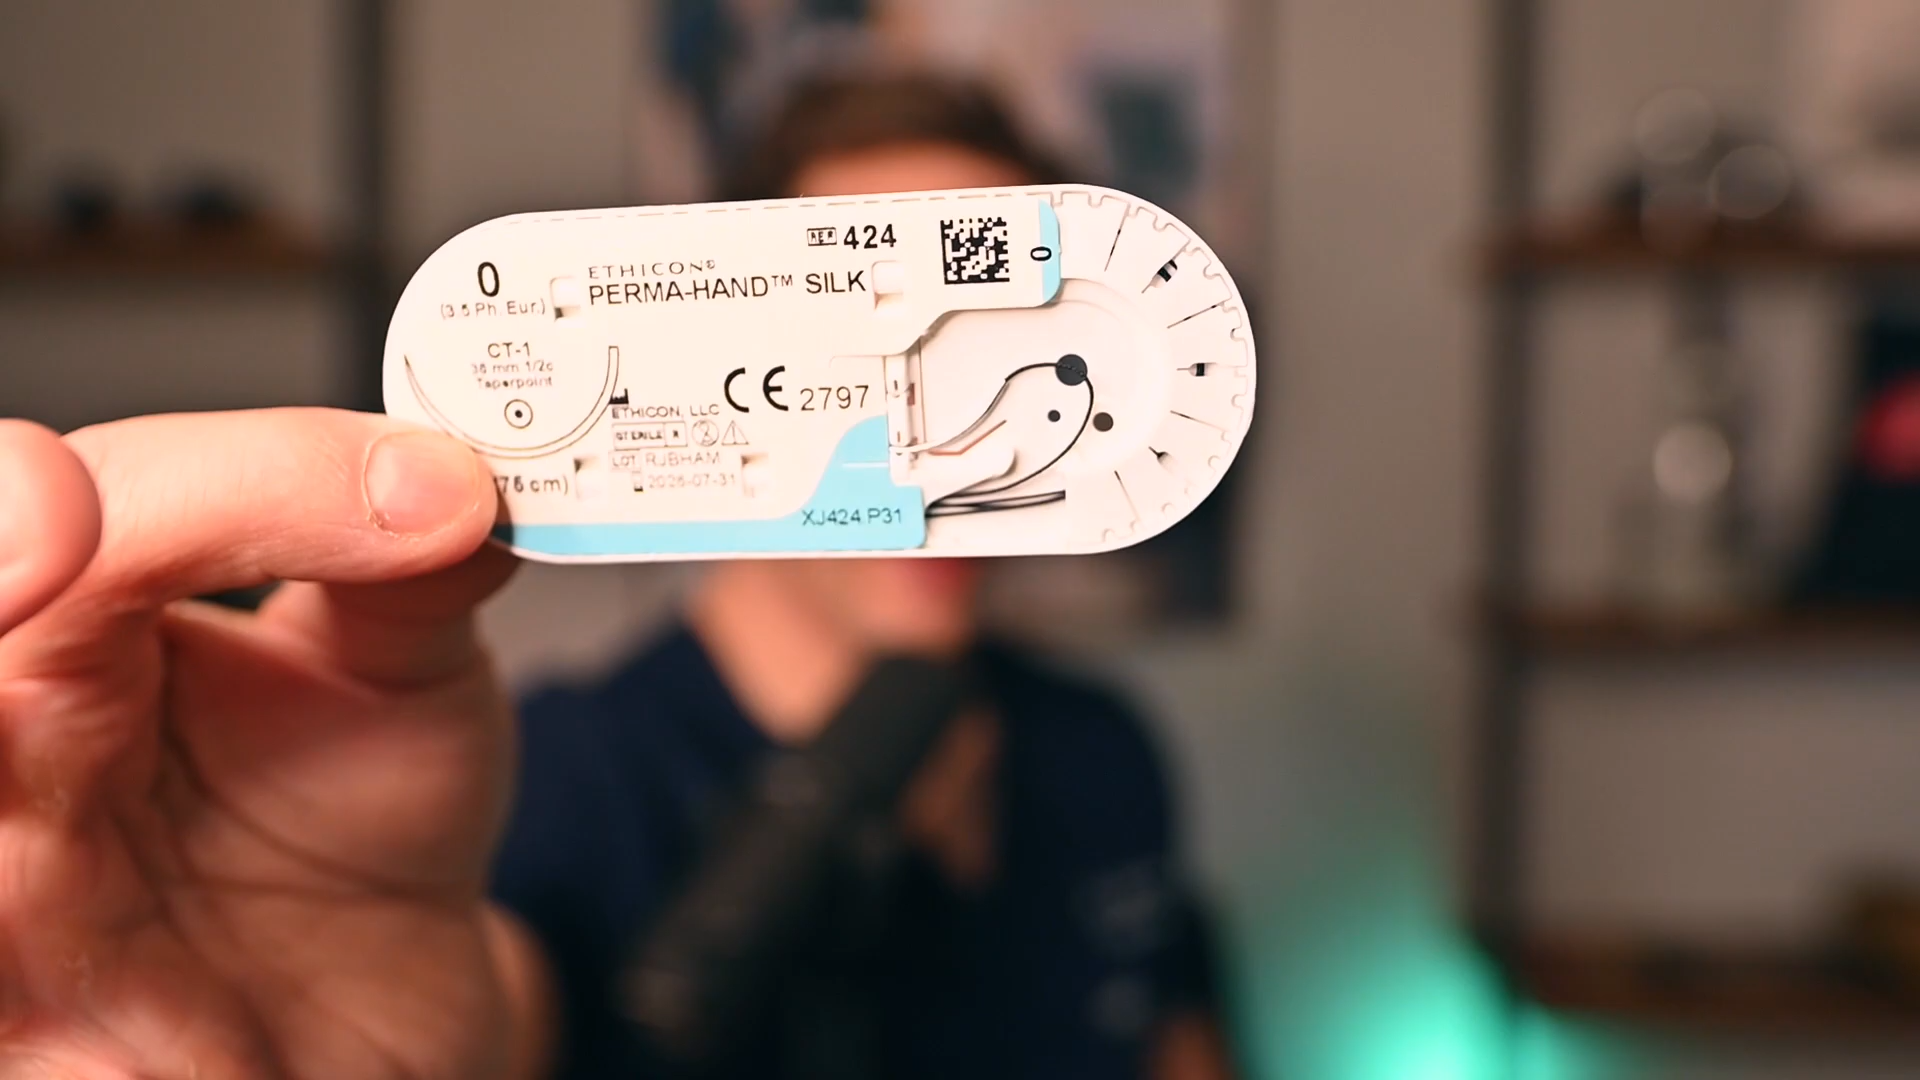 REF 424
0
ETHICON®
(3.5 Ph. Eur.)
PERMA-HAND™ SILK
0
CT-1
36 mm 1/2c
Taperpoint
CE 2797
ETHICON, LLC
STERILE R
LOT RJBHAM
2026-07-31
75 cm)
XJ424.P31